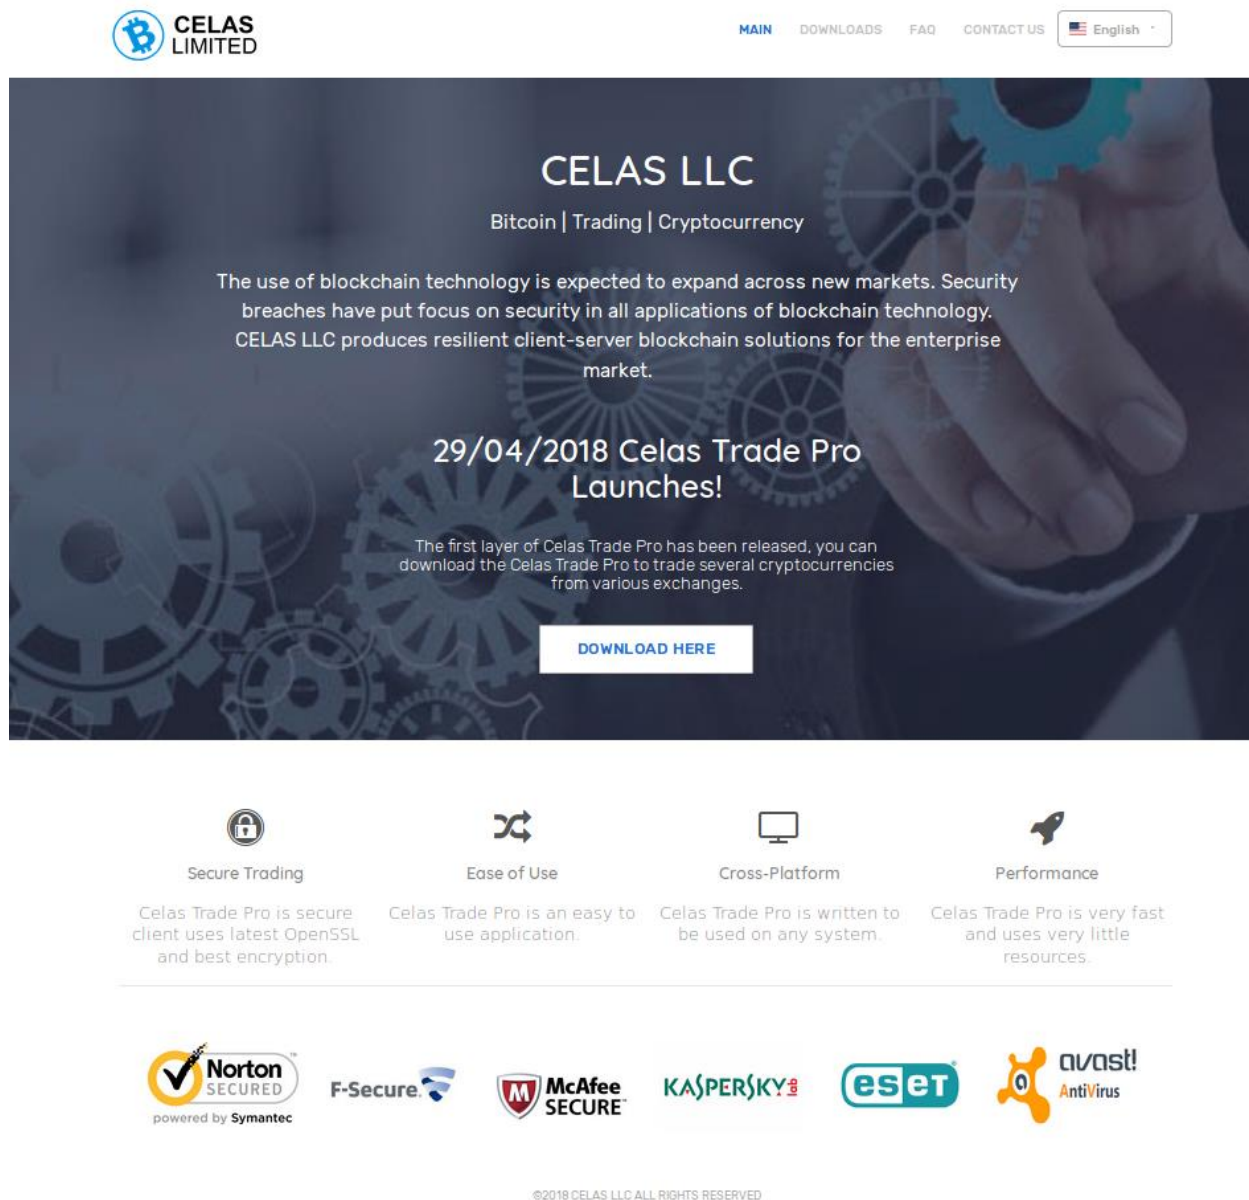 CELAS
LIMITED
MAIN DOWNLOADS FAQ CONTACT US English
CELAS LLC
Bitcoin | Trading | Cryptocurrency
The use of blockchain technology is expected to expand across new markets. Security
breaches have put focus on security in all applications of blockchain technology.
CELAS LLC produces resilient client-server blockchain solutions for the enterprise
market.
29/04/2018 Celas Trade Pro
Launches!
The first layer of Celas Trade Pro has been released, you can
download the Celas Trade Pro to trade several cryptocurrencies
from various exchanges.
DOWNLOAD HERE
Secure Trading
Celas Trade Pro is secure
client uses latest OpenSSL
and best encryption.
Ease of Use
Celas Trade Pro is an easy to
use application.
Cross-Platform
Celas Trade Pro is written to
be used on any system.
Performance
Celas Trade Pro is very fast
and uses very little
resources.
Norton
SECURED
powered by Symantec
F-Secure.
McAfee
SECURE™
KASPERSKY lab
eset®
avast!
AntiVirus
©2018 CELAS LLC ALL RIGHTS RESERVED